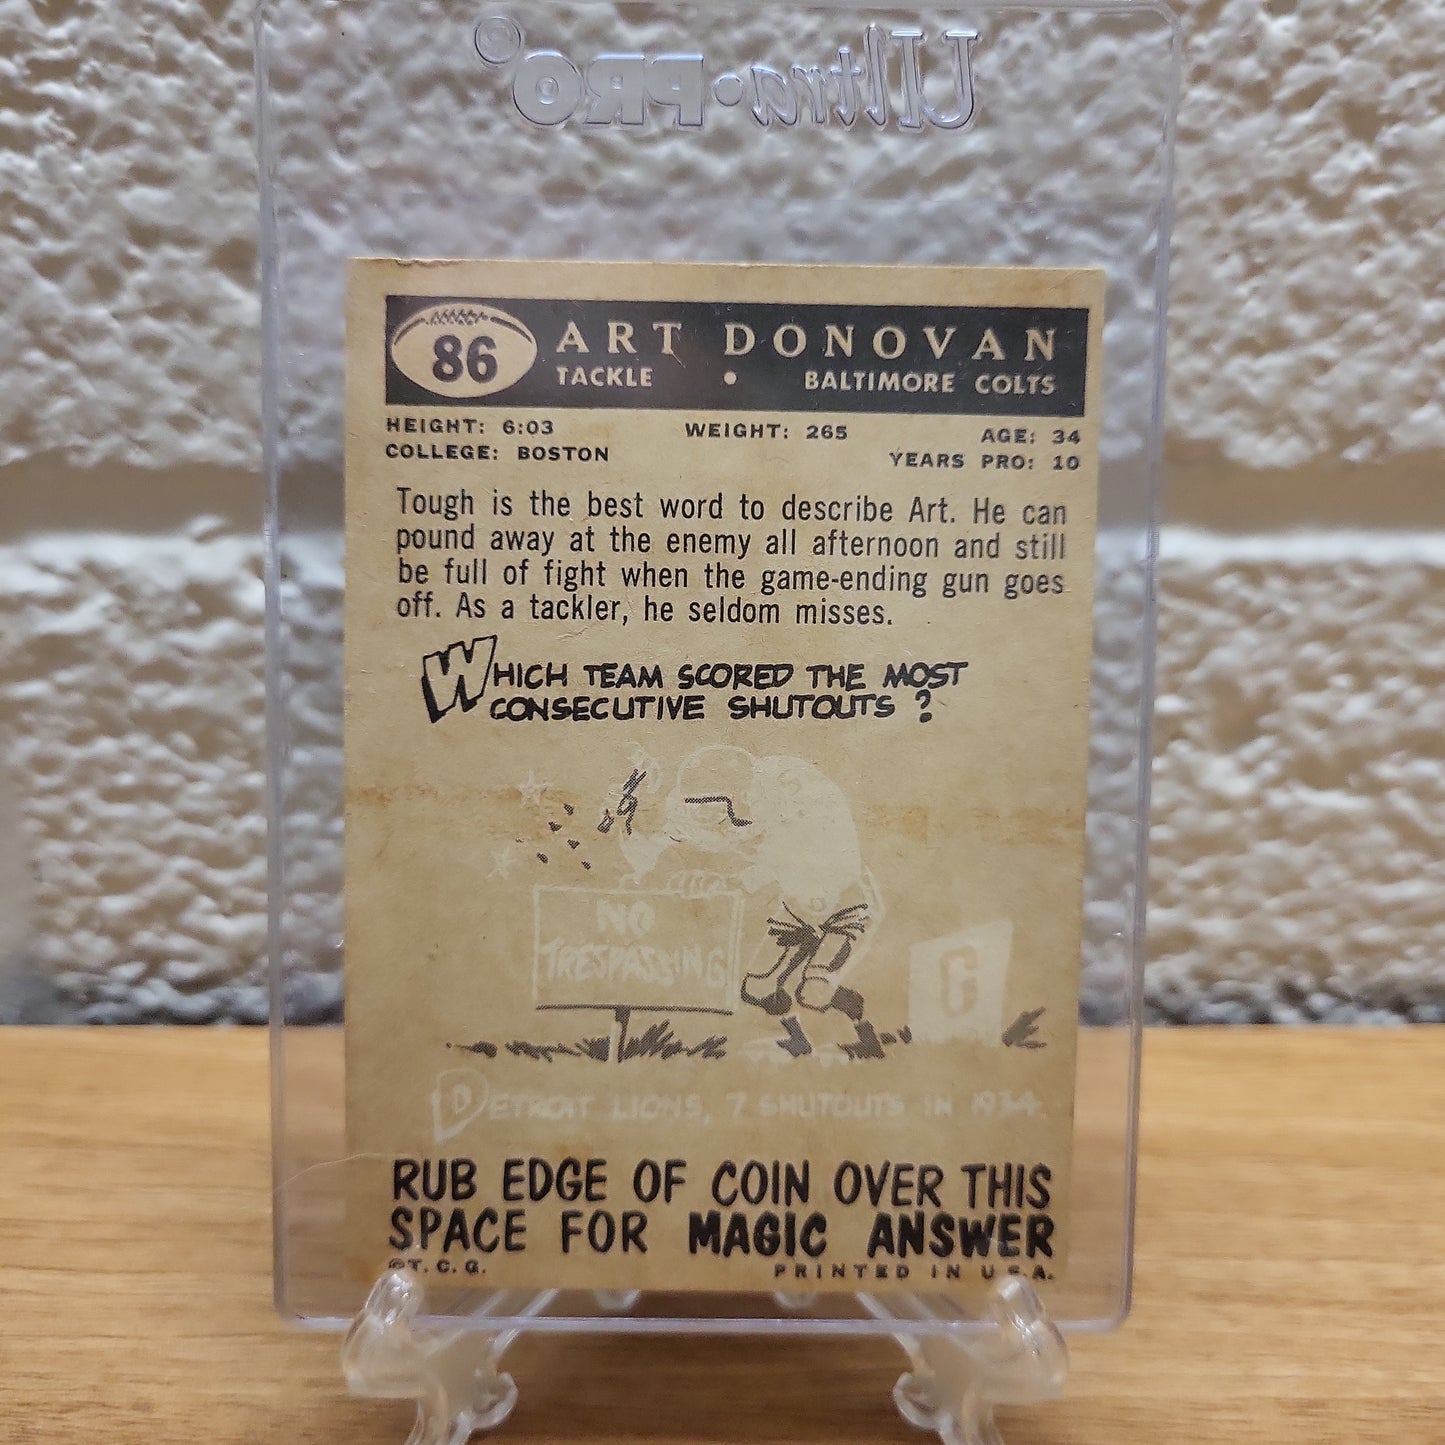 Ultra•PRO®
86
ART DONOVAN
TACKLE • BALTIMORE COLTS
HEIGHT: 6:03 WEIGHT: 265 AGE: 34
COLLEGE: BOSTON YEARS PRO: 10
Tough is the best word to describe Art. He can
pound away at the enemy all afternoon and still
be full of fight when the game-ending gun goes
off. As a tackler, he seldom misses.
WHICH TEAM SCORED THE MOST
CONSECUTIVE SHUTOUTS ?
NO
TRESPASSING
G
DETROIT LIONS, 7 SHUTOUTS IN 1934.
RUB EDGE OF COIN OVER THIS
SPACE FOR MAGIC ANSWER
©T. C. G. PRINTED IN U.S.A.